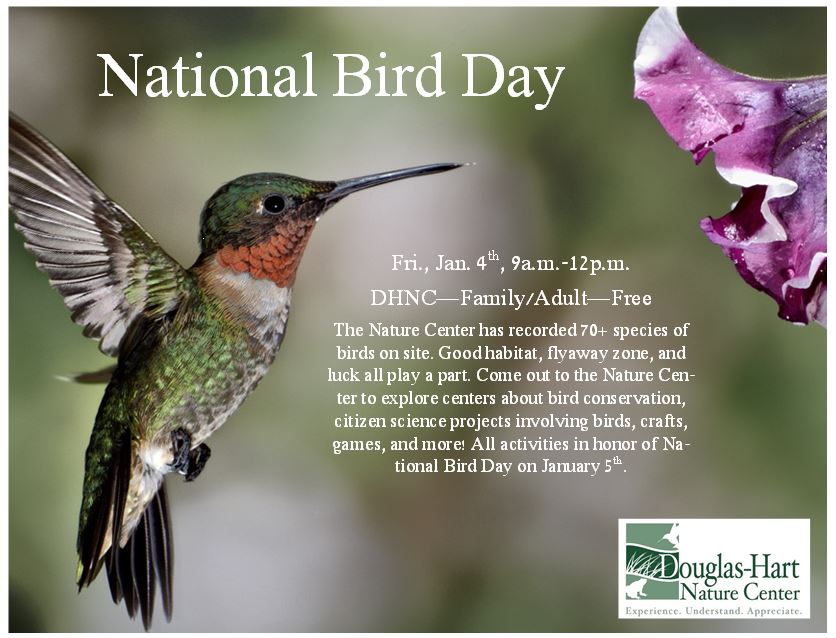 National Bird Day
Fri., Jan. 4th, 9a.m.-12p.m.
DHNC—Family/Adult—Free
The Nature Center has recorded 70+ species of
birds on site. Good habitat, flyaway zone, and
luck all play a part. Come out to the Nature Cen-
ter to explore centers about bird conservation,
citizen science projects involving birds, crafts,
games, and more! All activities in honor of Na-
tional Bird Day on January 5th.
Douglas-Hart
Nature Center
Experience. Understand. Appreciate.